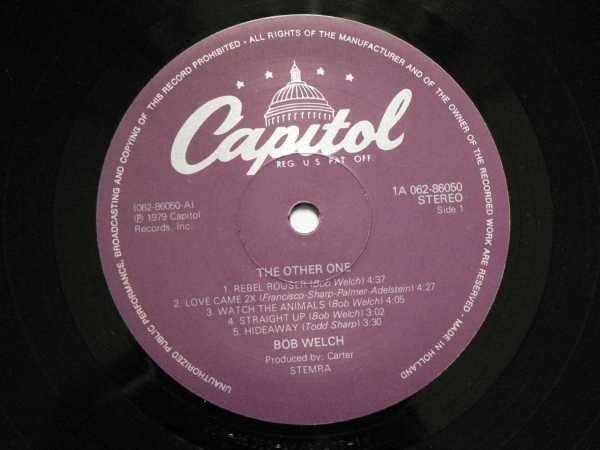 UNAUTHORIZED PUBLIC PERFORMANCE, BROADCASTING AND COPYING OF THIS RECORD PROHIBITED - ALL RIGHTS OF THE MANUFACTURER AND OF THE OWNER OF THE RECORDED WORK ARE RESERVED - MADE IN HOLLAND
Capitol
REG. U.S. PAT. OFF.
(062-86050-A)
℗ 1979 Capitol
Records, Inc.
1A 062-86050
STEREO
Side 1
THE OTHER ONE
1. REBEL ROUSER (Bob Welch) 4:37
2. LOVE CAME 2X (Francisco-Sharp-Palmer-Adelstein) 4:27
3. WATCH THE ANIMALS (Bob Welch) 4:05
4. STRAIGHT UP (Bob Welch) 3:02
5. HIDEAWAY (Todd Sharp) 3:30
BOB WELCH
Produced by: Carter
STEMRA